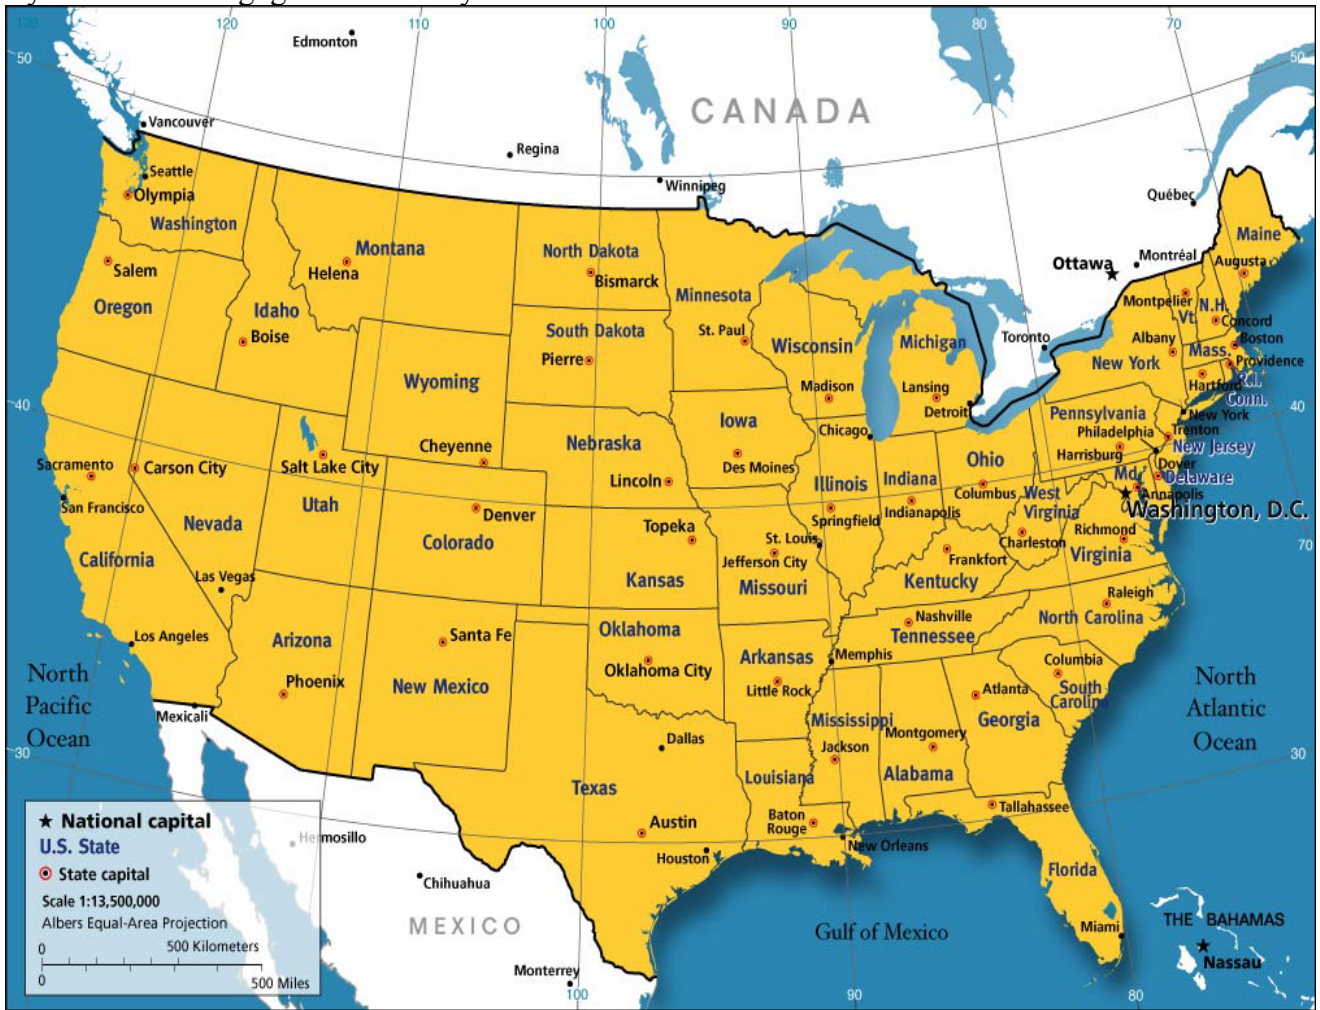 130
120
110
100
90
80
70
50
50
Edmonton
CANADA
Vancouver
Regina
Winnipeg
Québec
Seattle
Olympia
Washington
Montana
Helena
North Dakota
Bismarck
Minnesota
St. Paul
Ottawa
Montréal
Maine
Augusta
Salem
Oregon
Idaho
Boise
South Dakota
Pierre
Wisconsin
Madison
Michigan
Lansing
Detroit
Toronto
Montpelier
Vt.
N.H.
Concord
Albany
New York
Mass.
Boston
Providence
Hartford
R.I.
Conn.
Wyoming
Cheyenne
Nebraska
Lincoln
Iowa
Des Moines
Chicago
Pennsylvania
Philadelphia
Harrisburg
New York
Trenton
New Jersey
40
40
Sacramento
San Francisco
Carson City
Nevada
California
Salt Lake City
Utah
Denver
Colorado
Topeka
Kansas
Illinois
Springfield
Indiana
Indianapolis
Ohio
Columbus
West
Virginia
Charleston
Md.
Dover
Delaware
Annapolis
Washington, D.C.
Richmond
Virginia
70
St. Louis
Jefferson City
Missouri
Frankfort
Kentucky
Las Vegas
Los Angeles
Arizona
Phoenix
Santa Fe
New Mexico
Oklahoma
Oklahoma City
Arkansas
Little Rock
Memphis
Nashville
Tennessee
Raleigh
North Carolina
Columbia
South
Carolina
Atlanta
Georgia
Mississippi
Jackson
Montgomery
Alabama
North
Pacific
Ocean
North
Atlantic
Ocean
Mexicali
30
30
Dallas
Texas
Austin
Houston
Louisiana
Baton
Rouge
New Orleans
Tallahassee
Florida
Miami
Hermosillo
Chihuahua
MEXICO
Monterrey
Gulf of Mexico
THE BAHAMAS
Nassau
100
90
80
National capital
U.S. State
State capital
Scale 1:13,500,000
Albers Equal-Area Projection
0
500 Kilometers
0
500 Miles